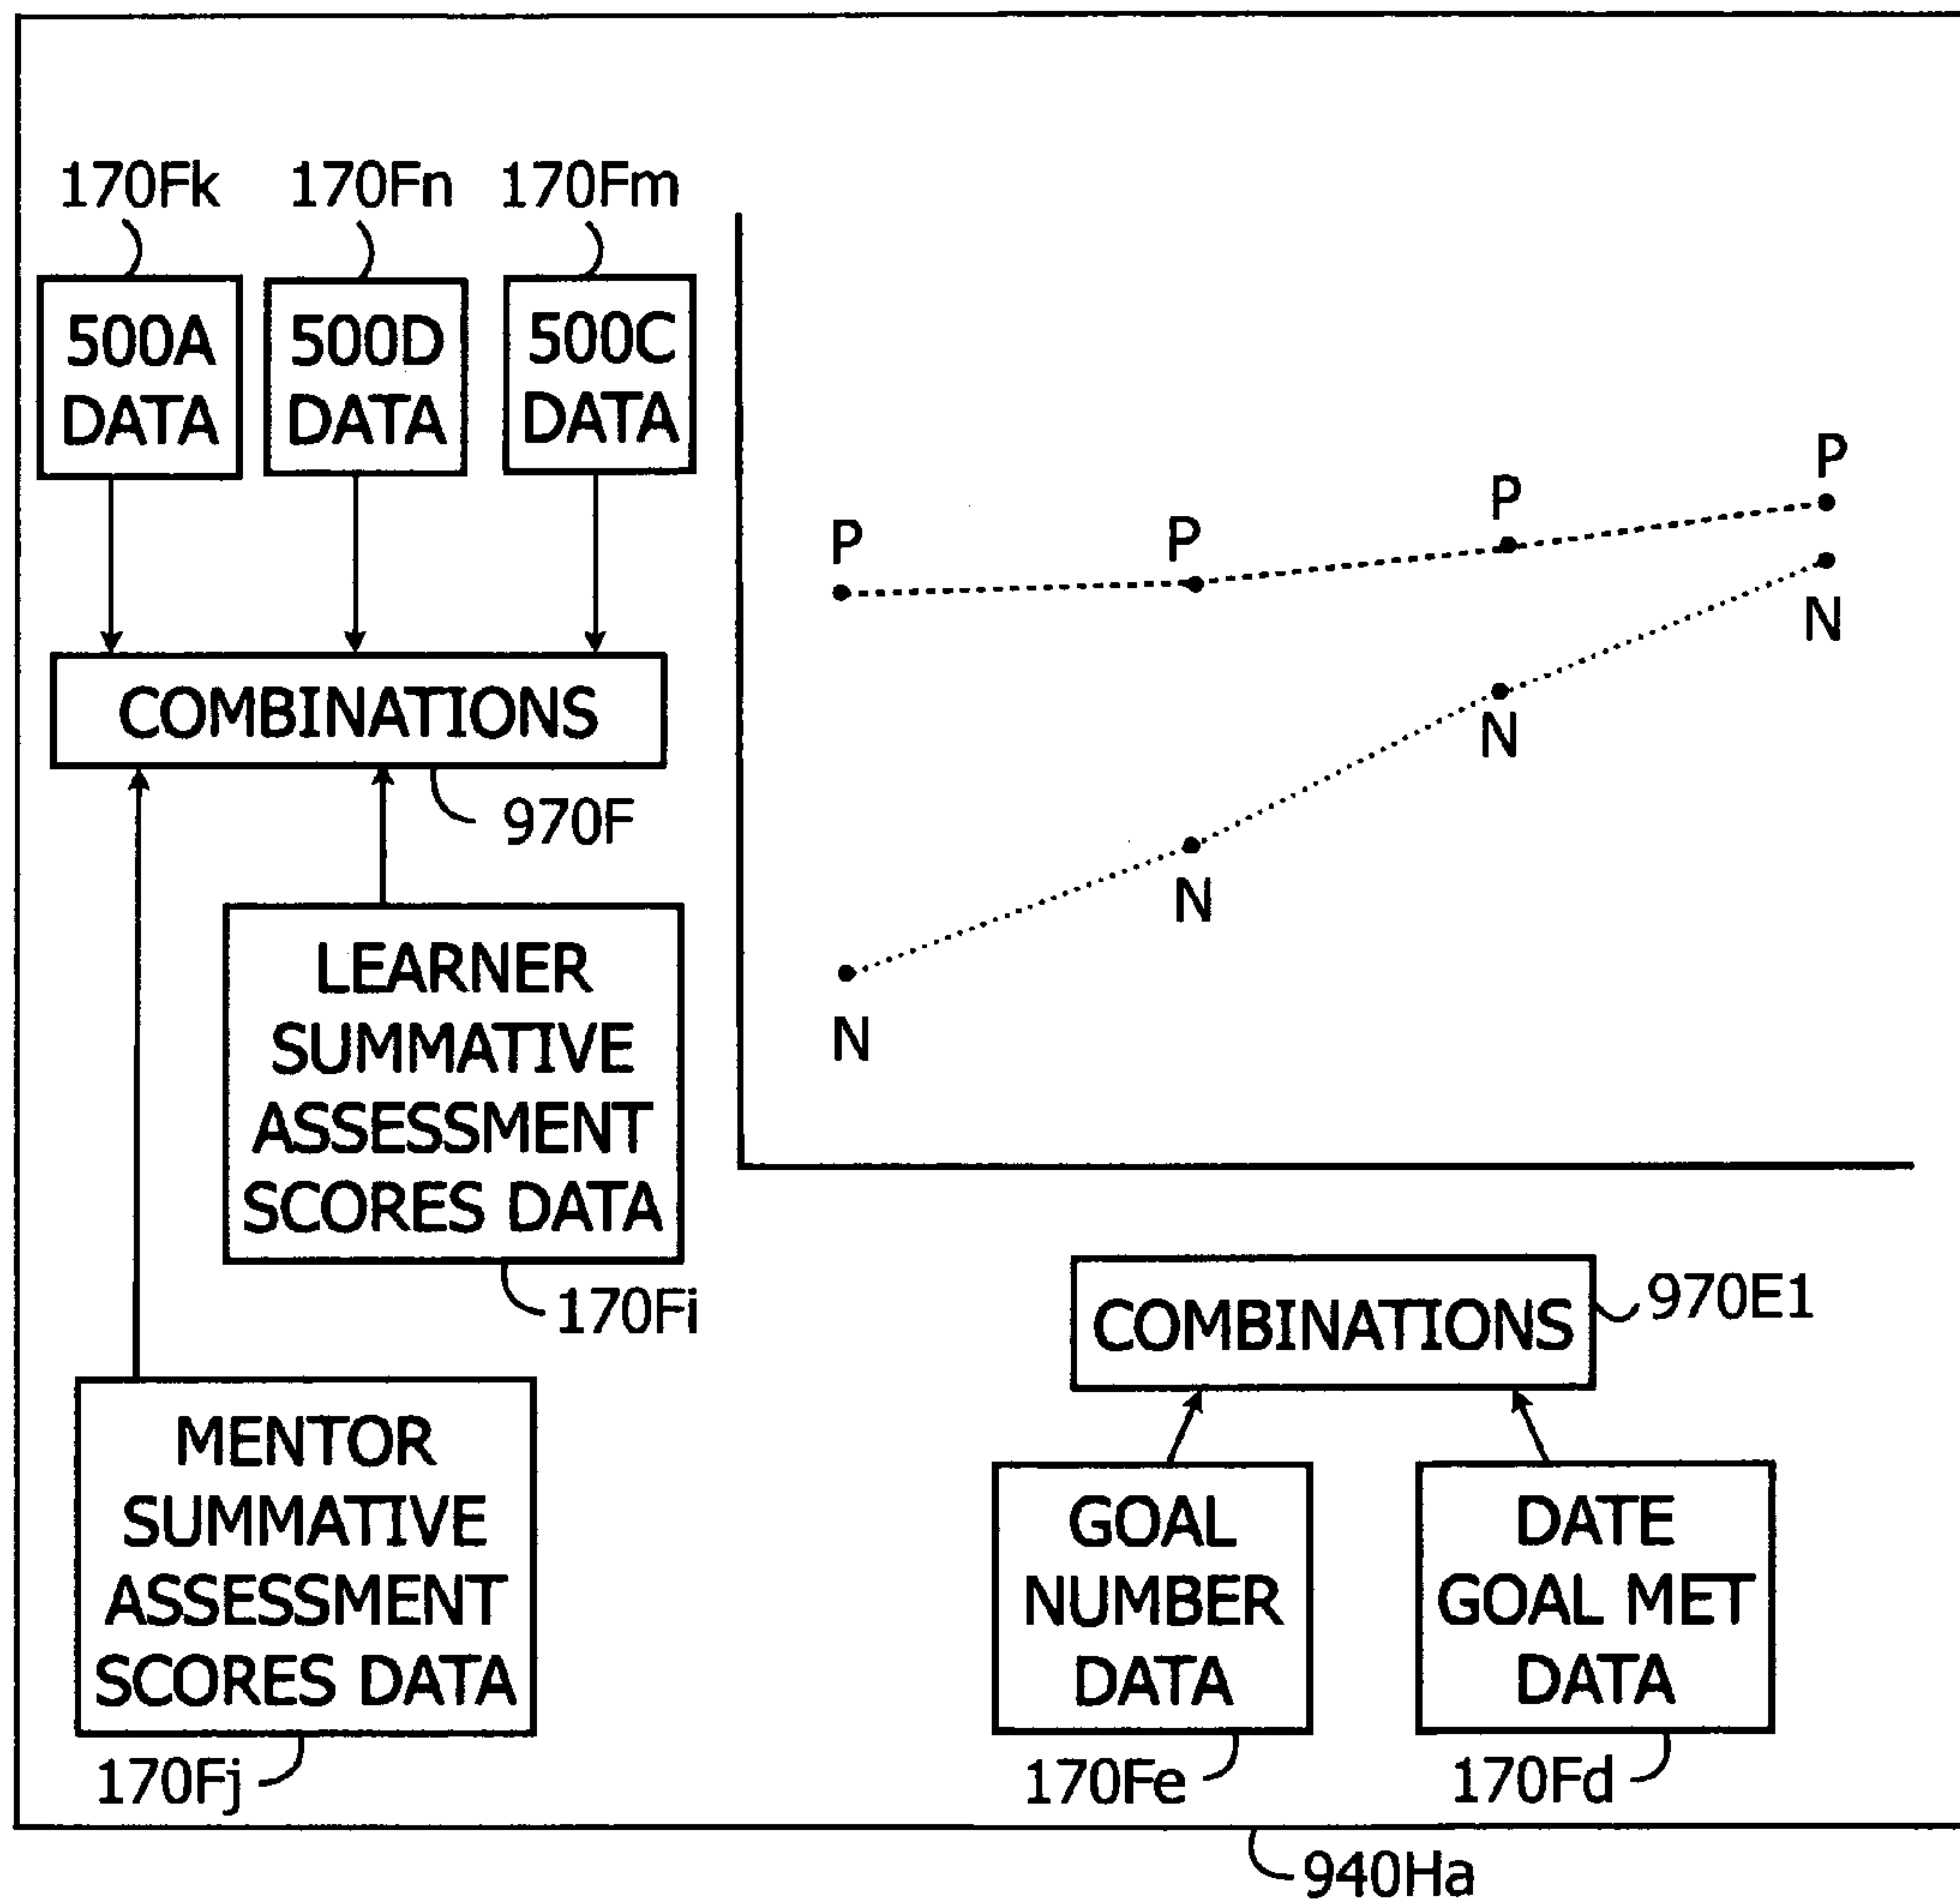 170Fk 170Fn 170Fm
500A
DATA
500D
DATA
500C
DATA
COMBINATIONS
970F
LEARNER
SUMMATIVE
ASSESSMENT
SCORES DATA
170Fi
MENTOR
SUMMATIVE
ASSESSMENT
SCORES DATA
170Fj
P P P P
N N N N
COMBINATIONS
970E1
GOAL
NUMBER
DATA
170Fe
DATE
GOAL MET
DATA
170Fd
940Ha